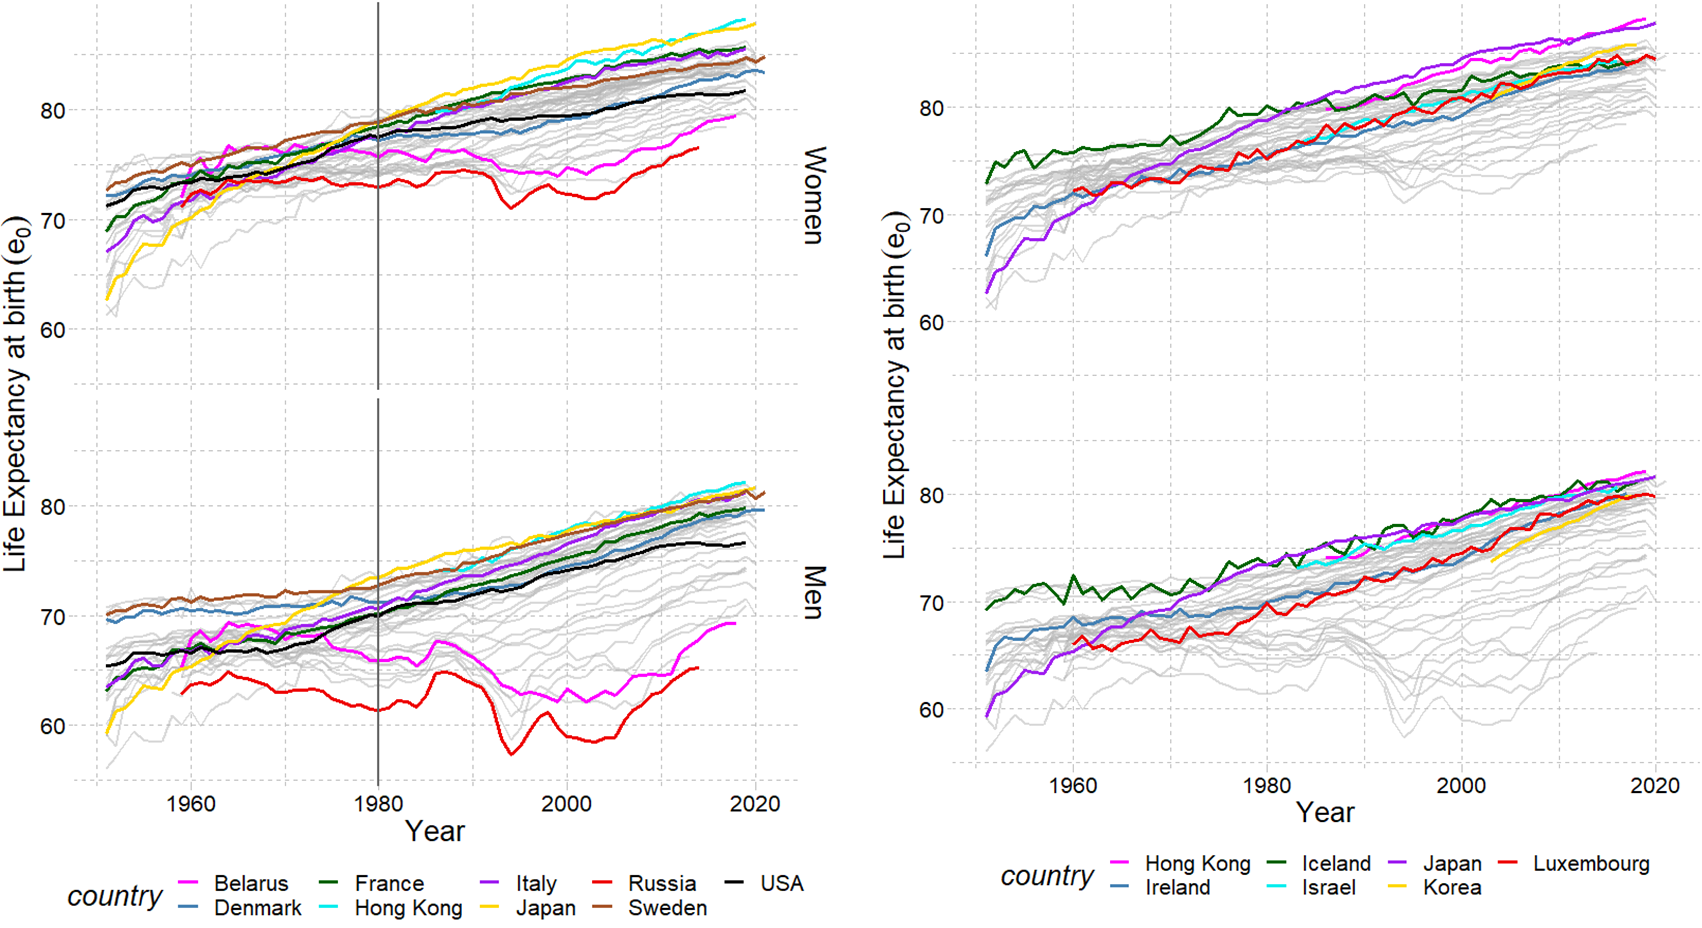 Life Expectancy at birth (e0)
80
70
60
Women
80
70
60
Men
1960 1980 2000 2020
Year
country Belarus France Italy Russia USA
Denmark Hong Kong Japan Sweden
Life Expectancy at birth (e0)
80
70
60
80
70
60
1960 1980 2000 2020
Year
country Hong Kong Iceland Japan Luxembourg
Ireland Israel Korea